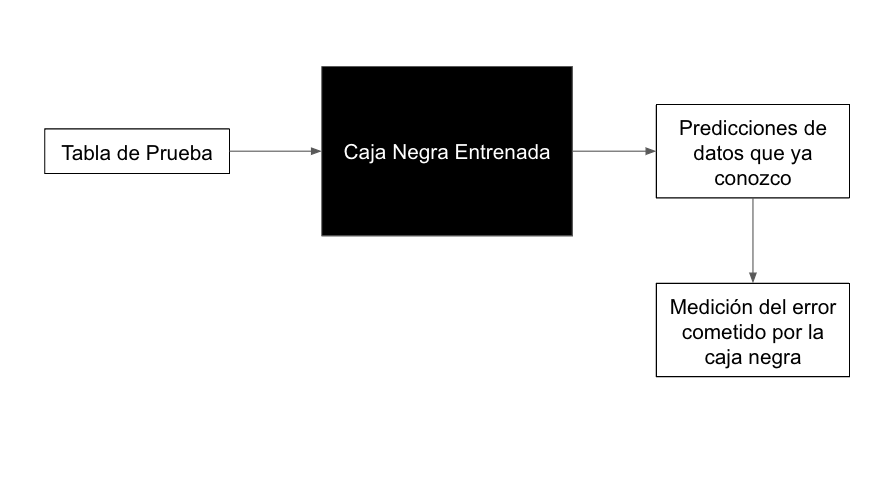 Tabla de Prueba
Caja Negra Entrenada
Predicciones de
datos que ya
conozco
Medición del error
cometido por la
caja negra